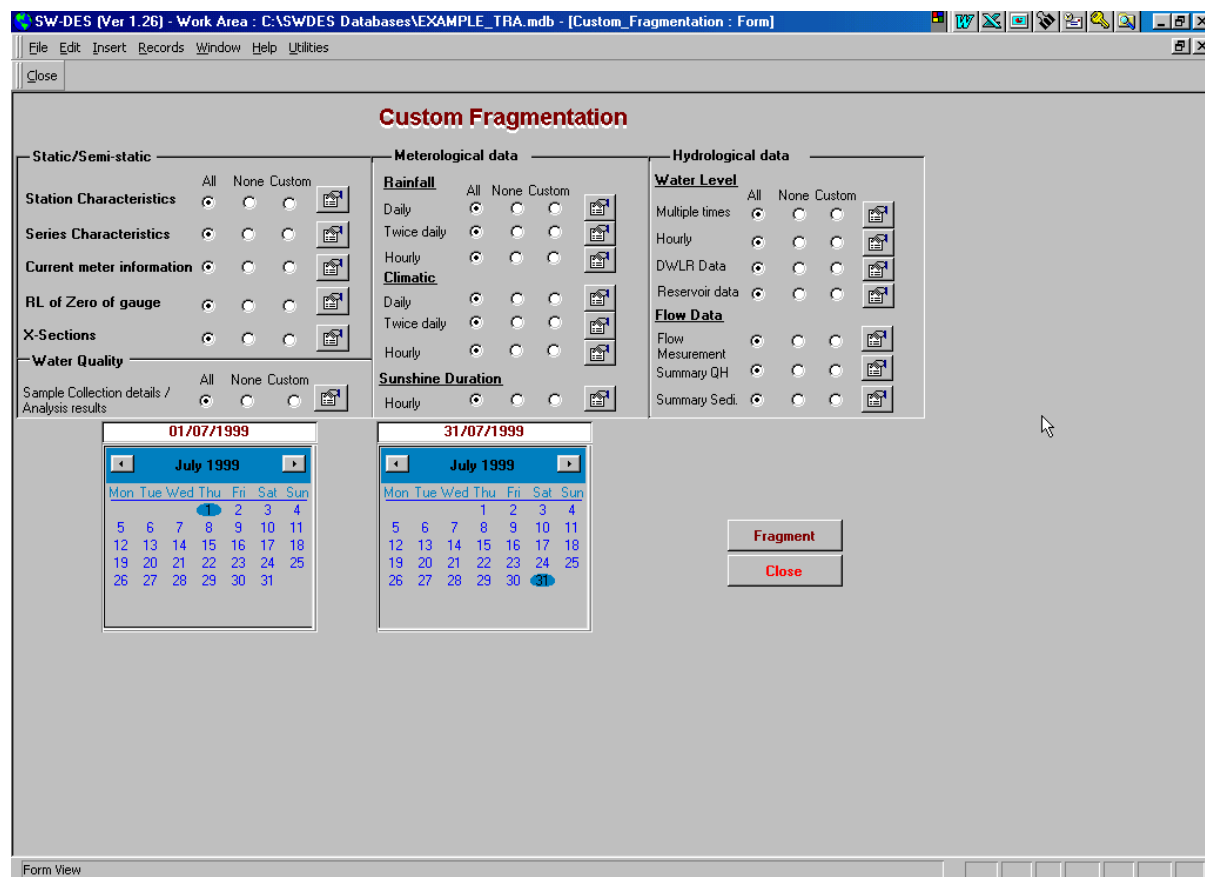 SW-DES (Ver 1.26) - Work Area : C:\SWDES Databases\EXAMPLE_TRA.mdb - [Custom_Fragmentation : Form]
File Edit Insert Records Window Help Utilities
Close
Custom Fragmentation
Static/Semi-static
All None Custom
Station Characteristics
Series Characteristics
Current meter information
RL of Zero of gauge
X-Sections
Water Quality
All None Custom
Sample Collection details /
Analysis results
Meterological data
Rainfall
All None Custom
Daily
Twice daily
Hourly
Climatic
Daily
Twice daily
Hourly
Sunshine Duration
Hourly
Hydrological data
Water Level
All None Custom
Multiple times
Hourly
DWLR Data
Reservoir data
Flow Data
Flow
Mesurement
Summary QH
Summary Sedi.
01/07/1999
July 1999
Mon Tue Wed Thu Fri Sat Sun
1 2 3 4
5 6 7 8 9 10 11
12 13 14 15 16 17 18
19 20 21 22 23 24 25
26 27 28 29 30 31
31/07/1999
July 1999
Mon Tue Wed Thu Fri Sat Sun
1 2 3 4
5 6 7 8 9 10 11
12 13 14 15 16 17 18
19 20 21 22 23 24 25
26 27 28 29 30 31
Fragment
Close
Form View